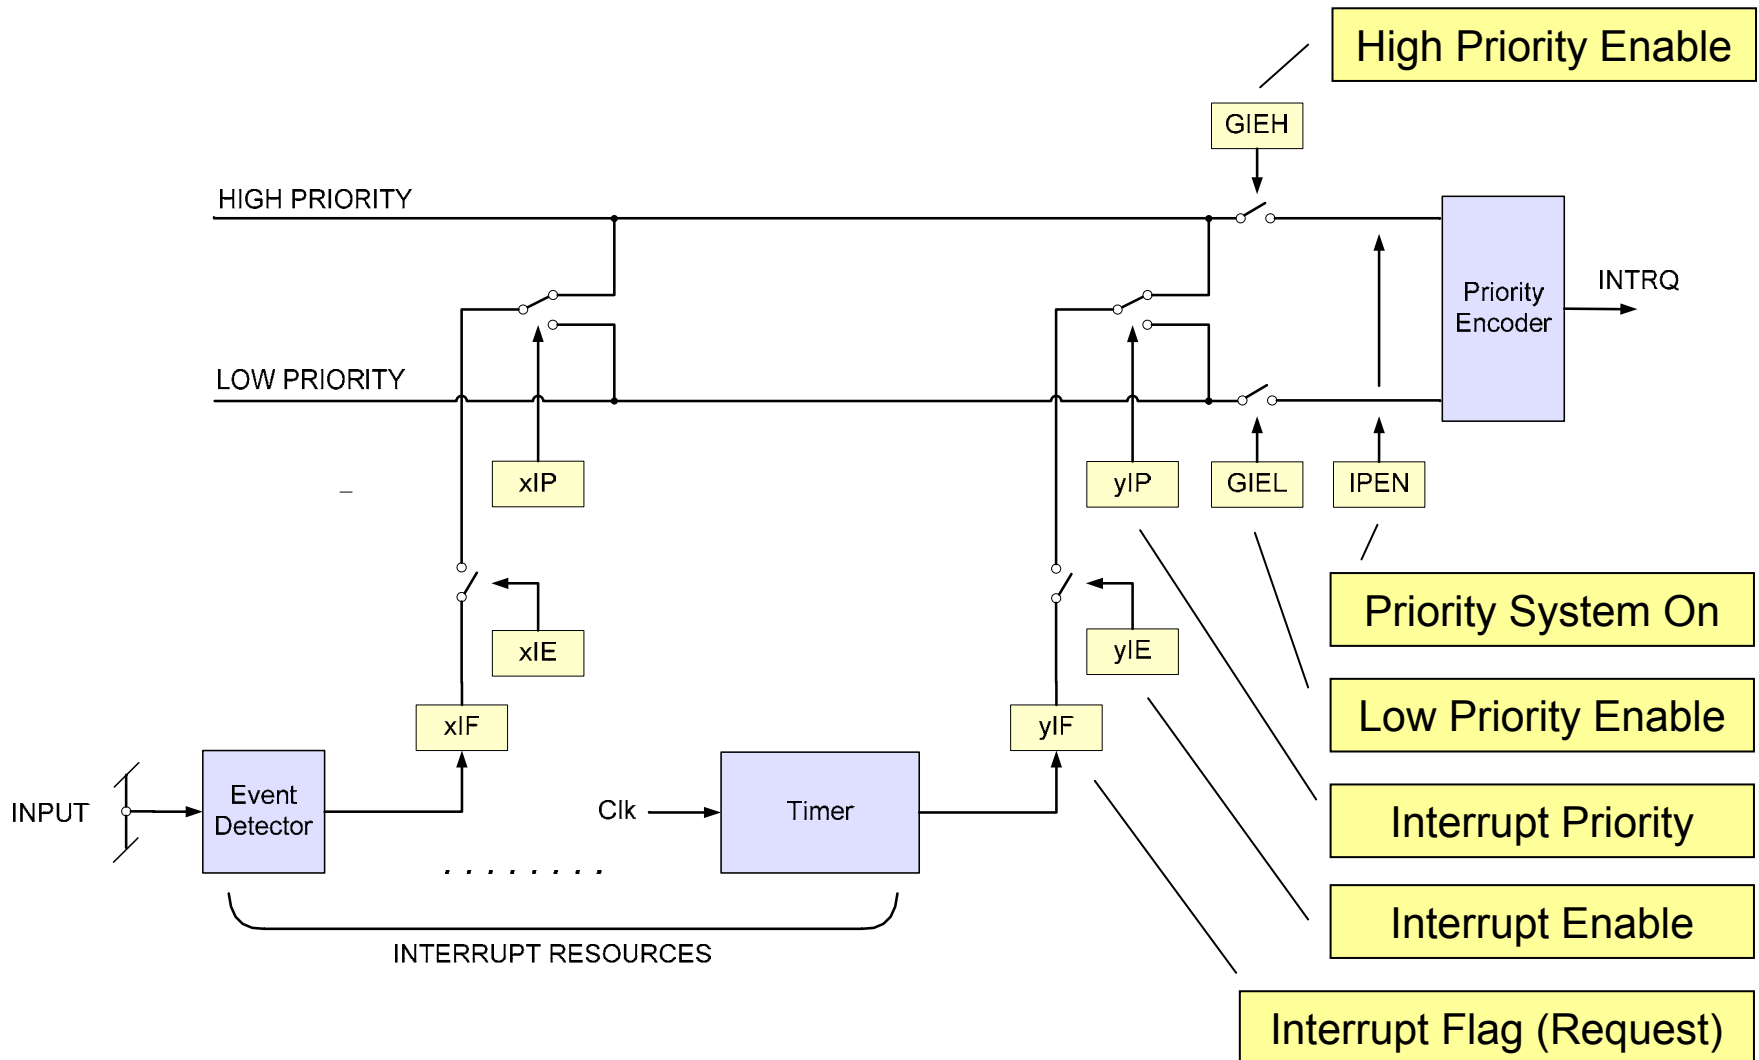 High Priority Enable
GIEH
HIGH PRIORITY
INTRQ
Priority
Encoder
LOW PRIORITY
xIP
yIP
GIEL
IPEN
Priority System On
xIE
yIE
Low Priority Enable
xIF
yIF
INPUT
Event
Detector
Clk
Timer
Interrupt Priority
. . . . . . . .
Interrupt Enable
INTERRUPT RESOURCES
Interrupt Flag (Request)